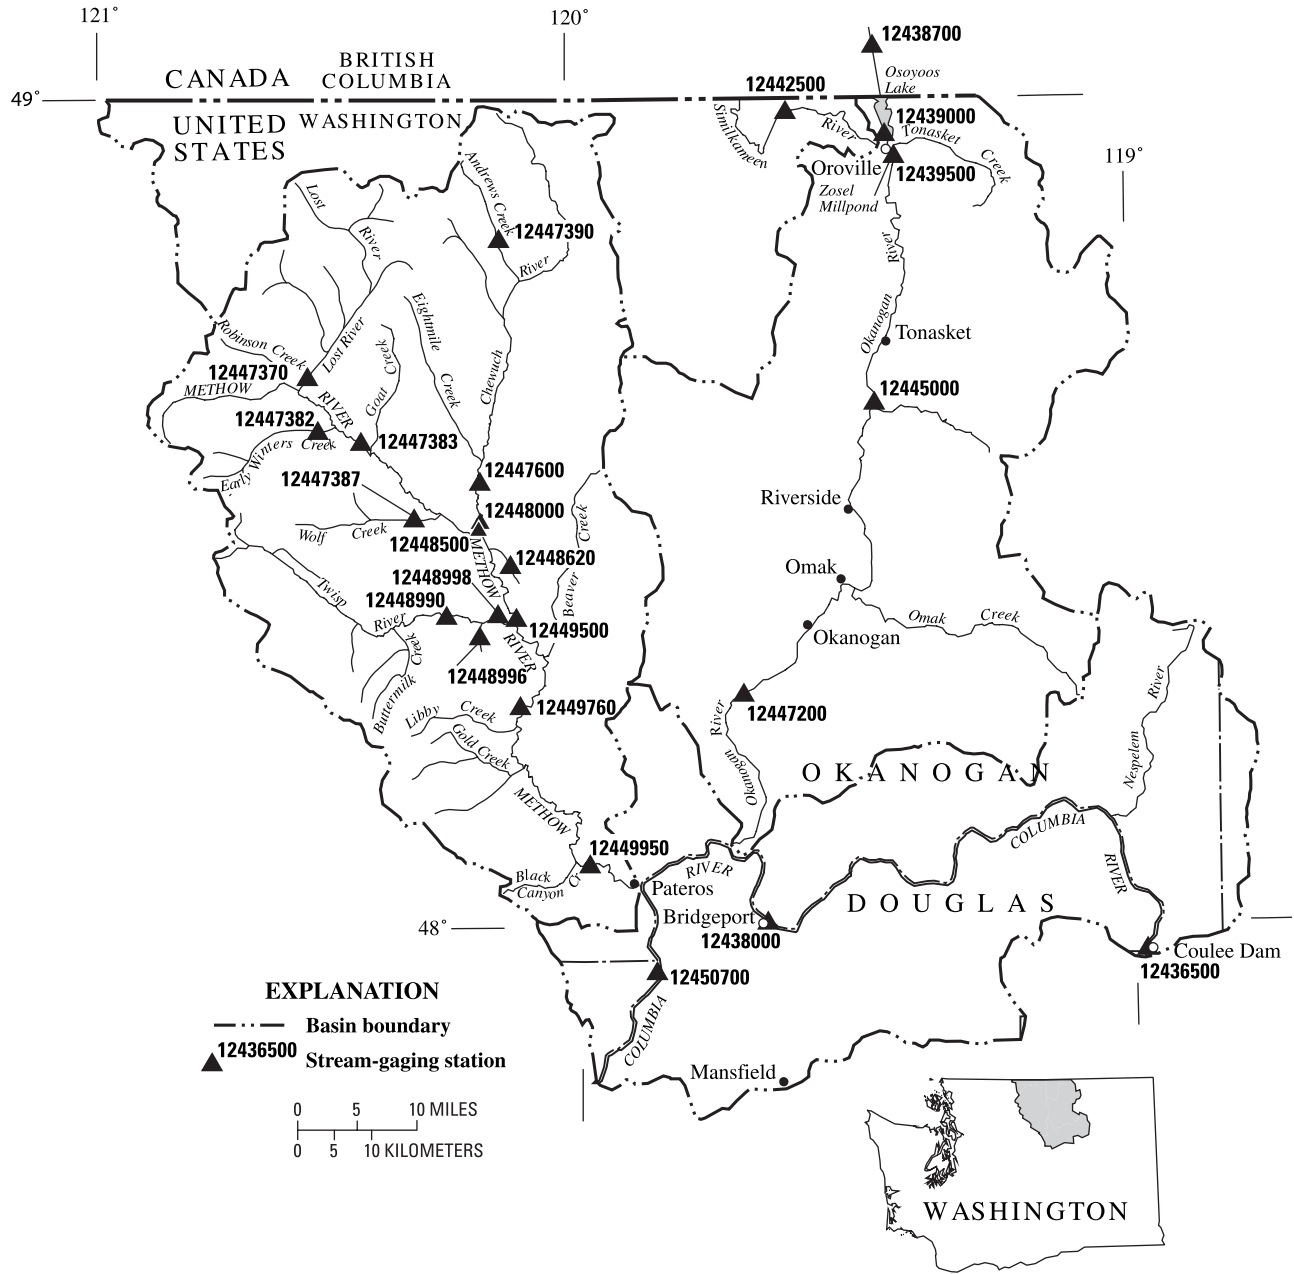 121°
120°
12438700
BRITISH
COLUMBIA
CANADA
Osoyoos
Lake
12442500
49°
UNITED
STATES
WASHINGTON
12439000
Similkameen
River
Tonasket
Creek
119°
Oroville
12439500
Zosel
Millpond
Andrews Creek
Lost
River
12447390
River
River
Okanogan
Eightmile
Creek
Robinson Creek
Lost River
Tonasket
12447370
Goat
Creek
Chewuch
METHOW
RIVER
12445000
12447382
12447383
Early Winters
Creek
12447600
12447387
Riverside
12448000
Wolf
Creek
Creek
12448500
METHOW
12448620
Omak
12448998
Twisp
12448990
Beaver
River
Omak
Creek
12449500
Okanogan
Creek
RIVER
12448996
Buttermilk
River
Libby
Creek
12449760
12447200
River
Gold Creek
Okanogan
Nespelem
OKANOGAN
METHOW
COLUMBIA
12449950
RIVER
RIVER
Black
Canyon
Cr
Pateros
DOUGLAS
Bridgeport
48°
12438000
Coulee Dam
12436500
12450700
EXPLANATION
Basin boundary
COLUMBIA
12436500
Stream-gaging station
Mansfield
0 5 10 MILES
0 5 10 KILOMETERS
WASHINGTON